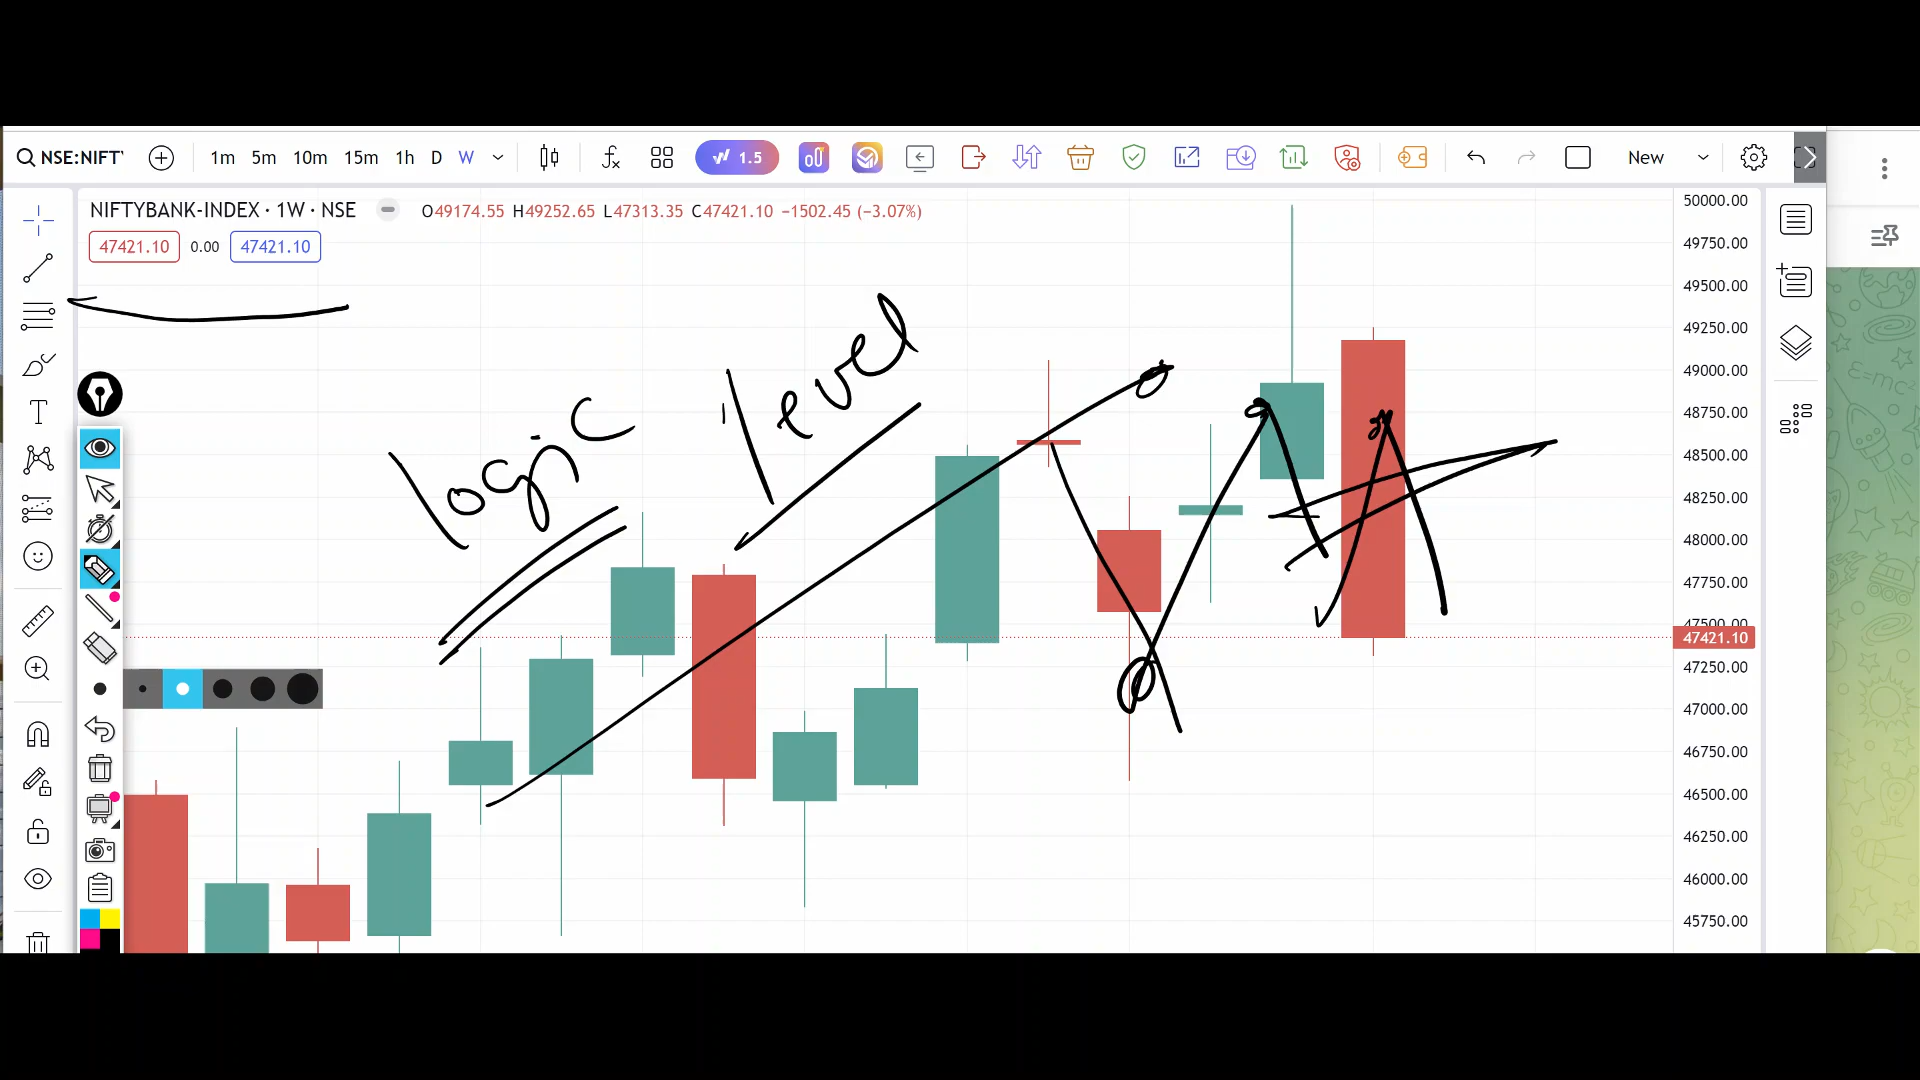 NSE:NIFT
1m 5m 10m 15m 1h D W
1.5
New
NIFTYBANK-INDEX · 1W · NSE
O49174.55 H49252.65 L47313.35 C47421.10 −1502.45 (−3.07%)
47421.10 0.00 47421.10
logic
level
50000.00
49750.00
49500.00
49250.00
49000.00
48750.00
48500.00
48250.00
48000.00
47750.00
47500.00
47421.10
47250.00
47000.00
46750.00
46500.00
46250.00
46000.00
45750.00